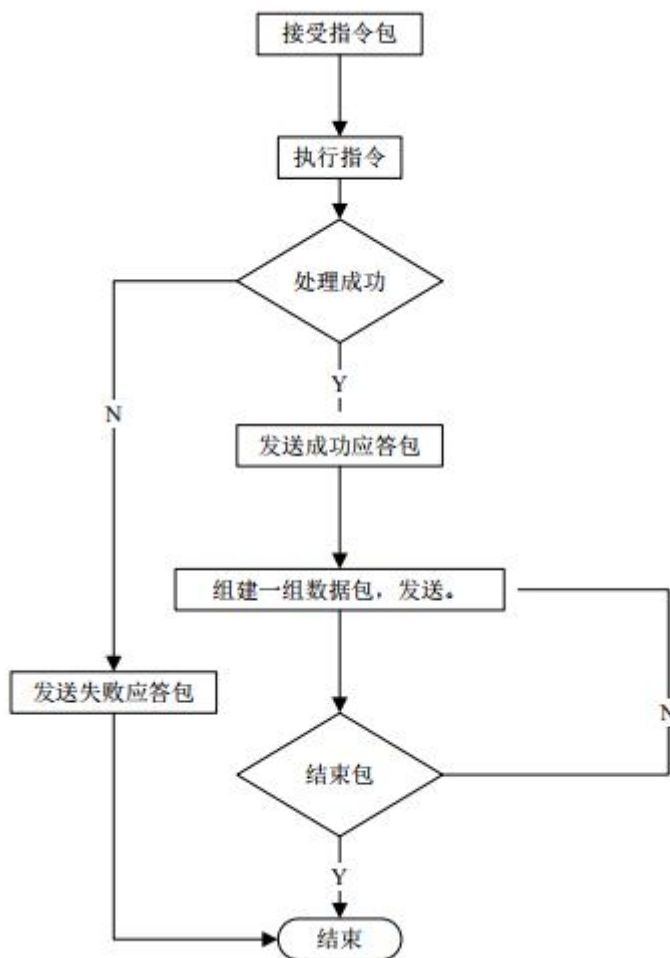 接受指令包
执行指令
处理成功
Y
N
发送成功应答包
组建一组数据包，发送。
发送失败应答包
N
结束包
Y
结束